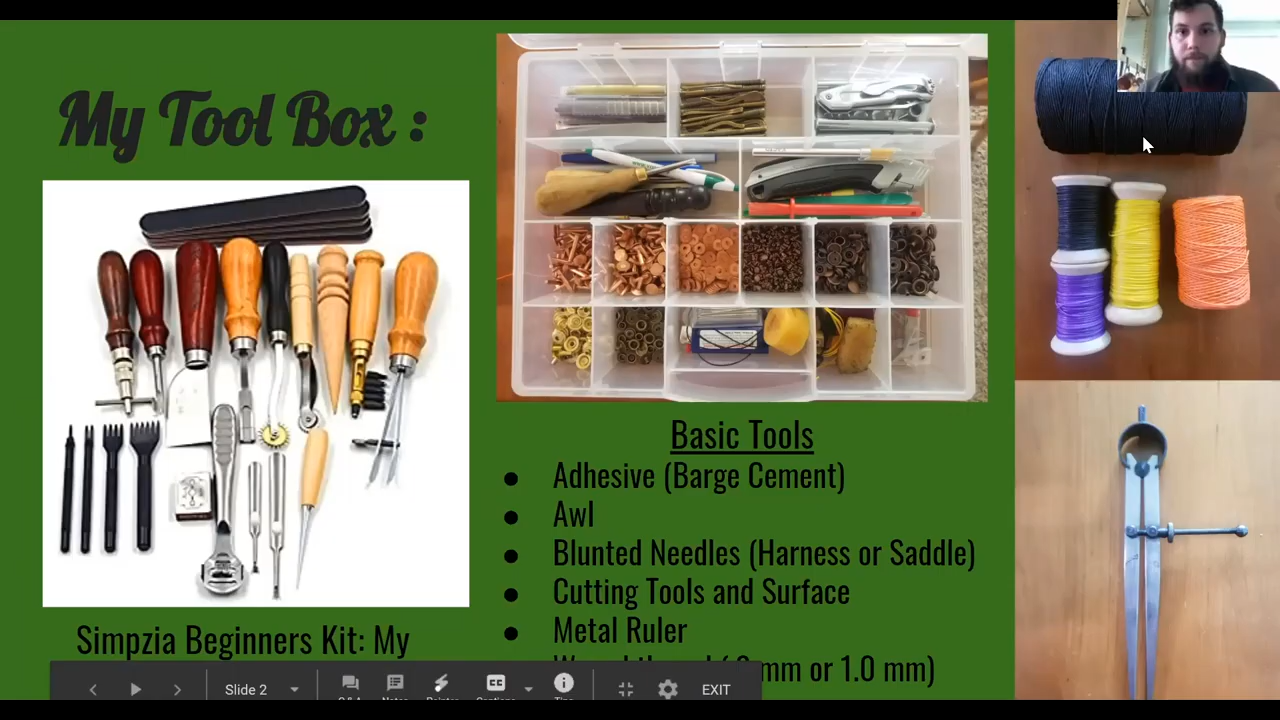 My Tool Box :
Simpzia Beginners Kit: My
Basic Tools
● Adhesive (Barge Cement)
● Awl
● Blunted Needles (Harness or Saddle)
● Cutting Tools and Surface
● Metal Ruler
mm or 1.0 mm)
Slide 2
EXIT